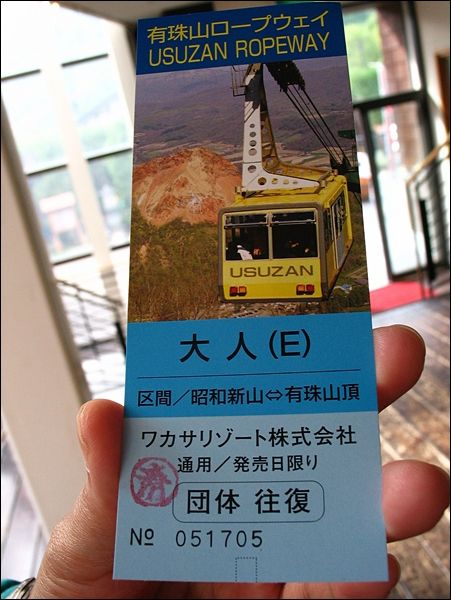 有珠山ロープウェイ
USUZAN ROPEWAY
USUZAN
大人(E)
区間/昭和新山⇔有珠山頂
ワカサリゾート株式会社
通用/発売日限り
団体 往復
№ 051705